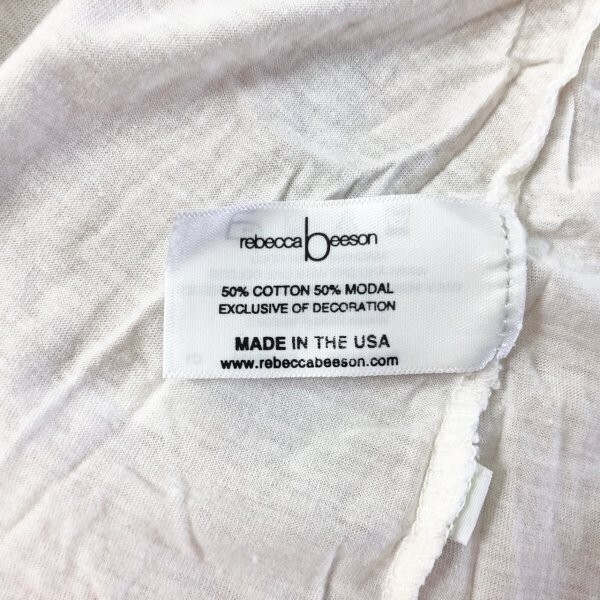 rebecca beeson
50% COTTON 50% MODAL
EXCLUSIVE OF DECORATION
MADE IN THE USA
www.rebeccabeeson.com